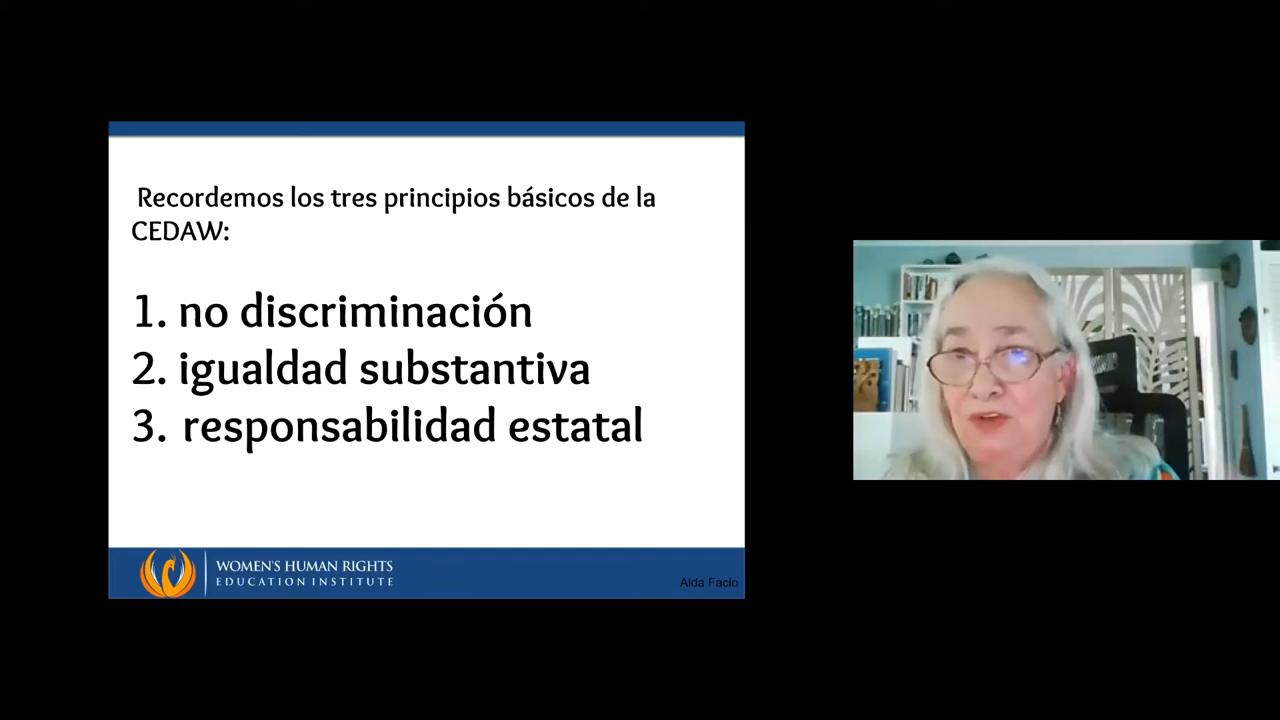 Recordemos los tres principios básicos de la
CEDAW:
1. no discriminación
2. igualdad substantiva
3. responsabilidad estatal
WOMEN'S HUMAN RIGHTS
EDUCATION INSTITUTE
Alda Facio